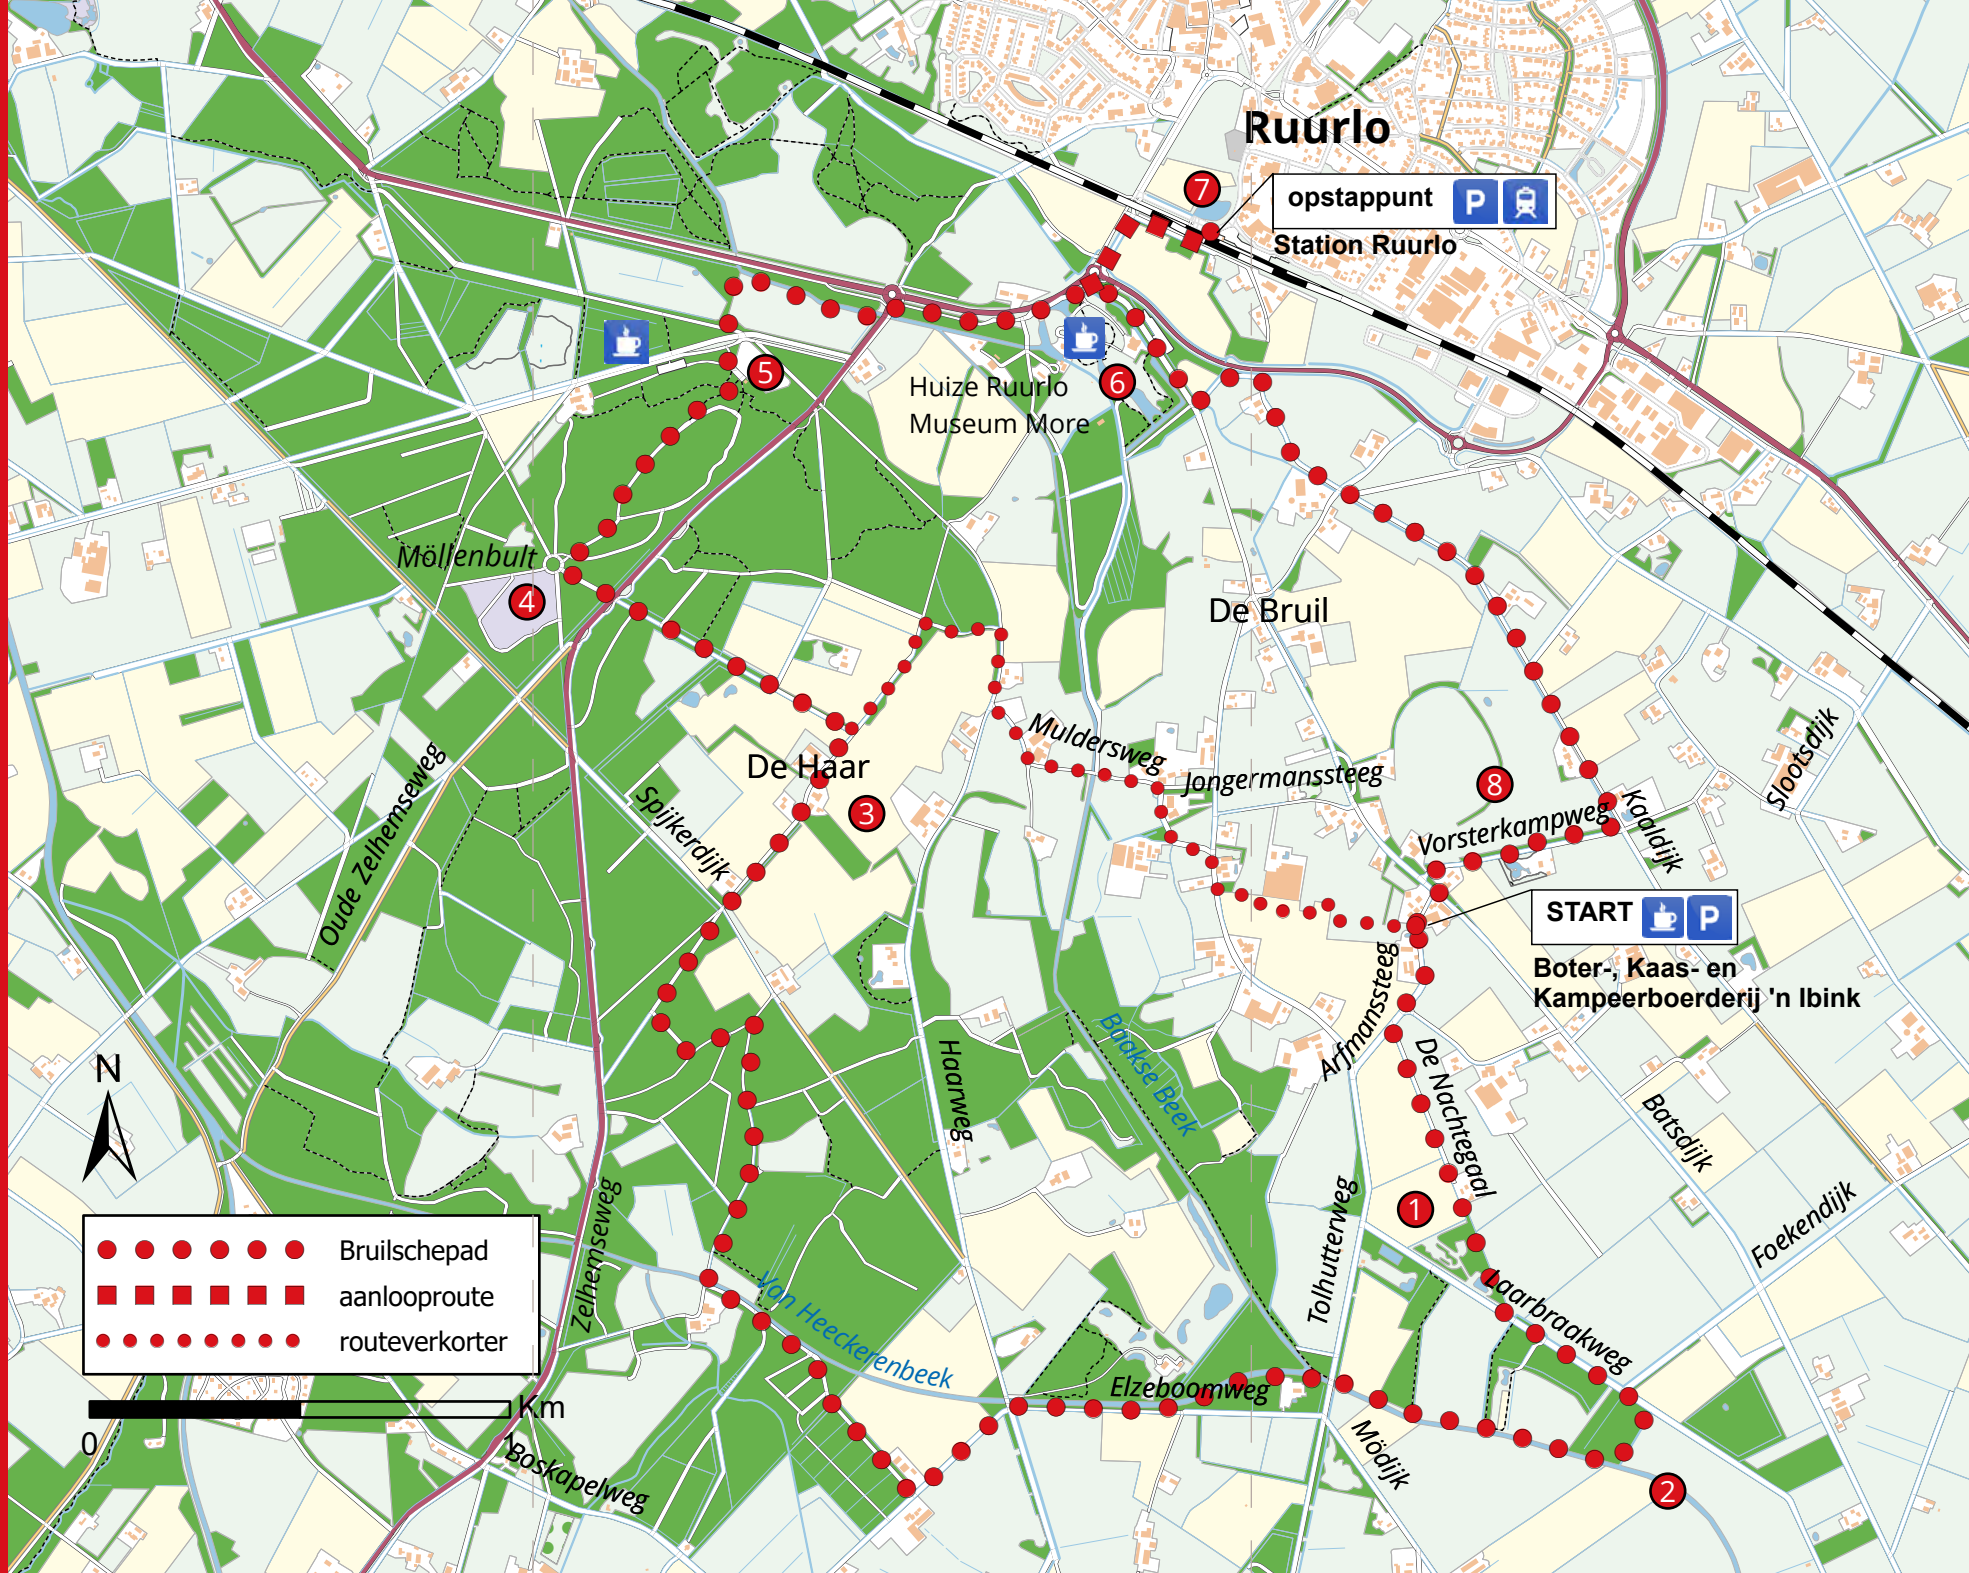 Ruurlo
7
opstappunt P
Station Ruurlo
5
Huize Ruurlo
Museum More
6
Möllenbult
4
De Bruil
Muldersweg
Jongermanssteeg
De Haar
3
8
Slootsdijk
Kaaldijk
Vorsterkampweg
Spijkerdijk
Oude Zelhemseweg
START P
Boter-, Kaas- en
Kampeerboerderij 'n Ibink
Arfmanssteeg
De Nachtegaal
Baakse Beek
Haarweg
Batsdijk
Foekendijk
1
Tolhutterweg
Laarbraakweg
Zelhemseweg
Van Heeckerenbeek
Elzeboomweg
Mödijk
2
Boskapelweg
N
Bruilschepad
aanlooproute
routeverkorter
Km
0 1